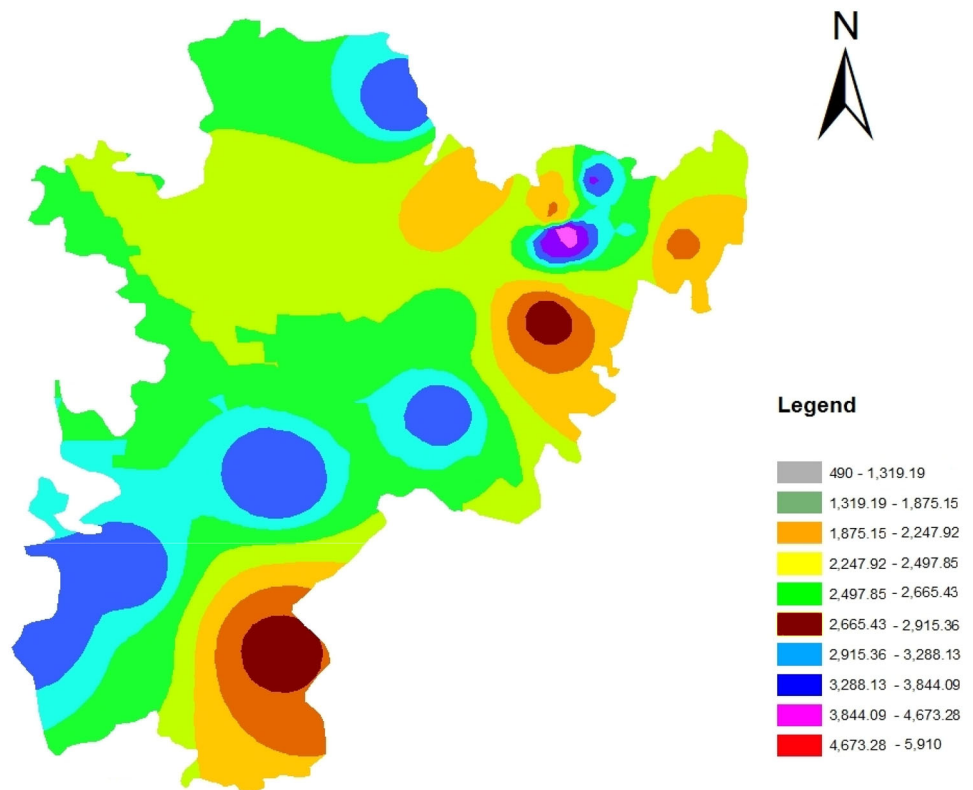 N
Legend
490 - 1,319.19
1,319.19 - 1,875.15
1,875.15 - 2,247.92
2,247.92 - 2,497.85
2,497.85 - 2,665.43
2,665.43 - 2,915.36
2,915.36 - 3,288.13
3,288.13 - 3,844.09
3,844.09 - 4,673.28
4,673.28 - 5,910